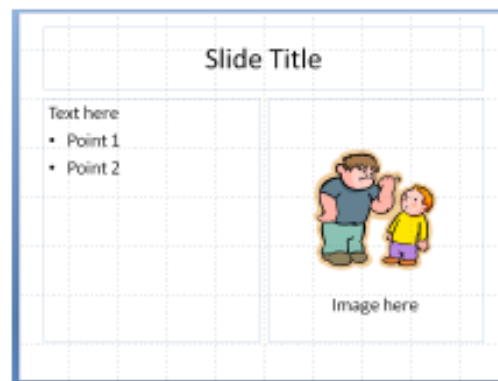 Slide Title
Text here
• Point 1
• Point 2
Image here